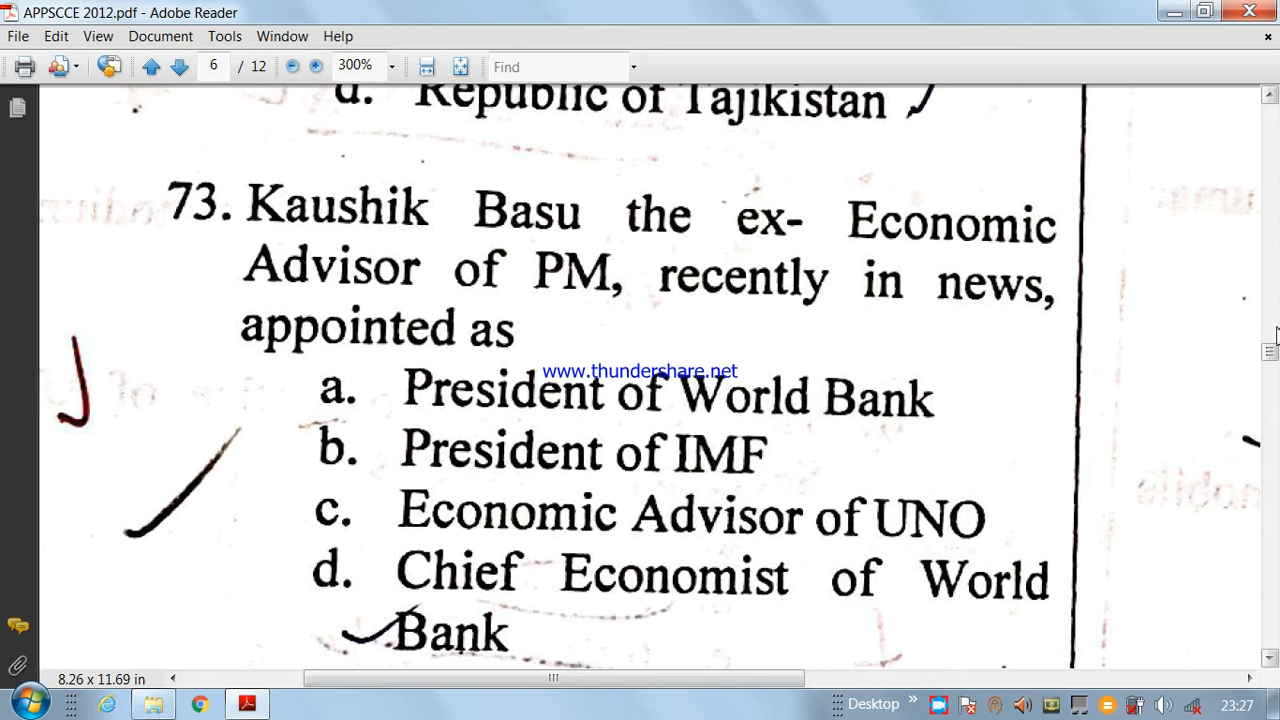 APPSCCE 2012.pdf - Adobe Reader
File Edit View Document Tools Window Help
6 / 12 300% Find
d. Republic of Tajikistan
73. Kaushik Basu the ex- Economic
Advisor of PM, recently in news,
appointed as
www.thundershare.net
a. President of World Bank
b. President of IMF
c. Economic Advisor of UNO
d. Chief Economist of World
Bank
8.26 x 11.69 in
Desktop » 23:27